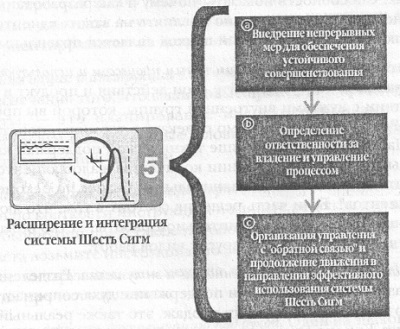 5
Расширение и интеграция
системы Шесть Сигм
a
Внедрение непрерывных
мер для обеспечения
устойчивого
совершенствования
b
Определение
ответственности за
владение и управление
процессом
c
Организация управления
с "обратной связью" и
продолжение движения в
направлении эффективного
использования системы
Шесть Сигм